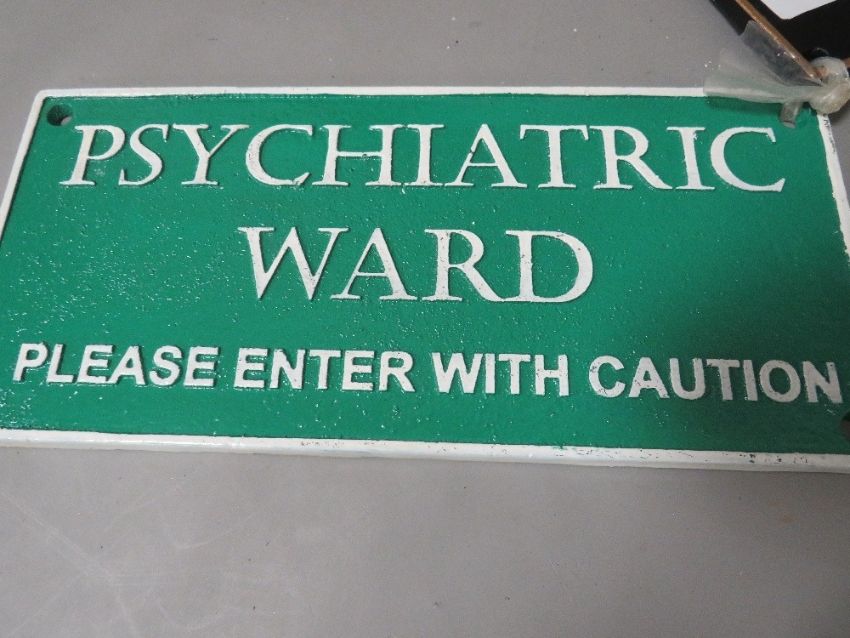 PSYCHIATRIC
WARD
PLEASE ENTER WITH CAUTION